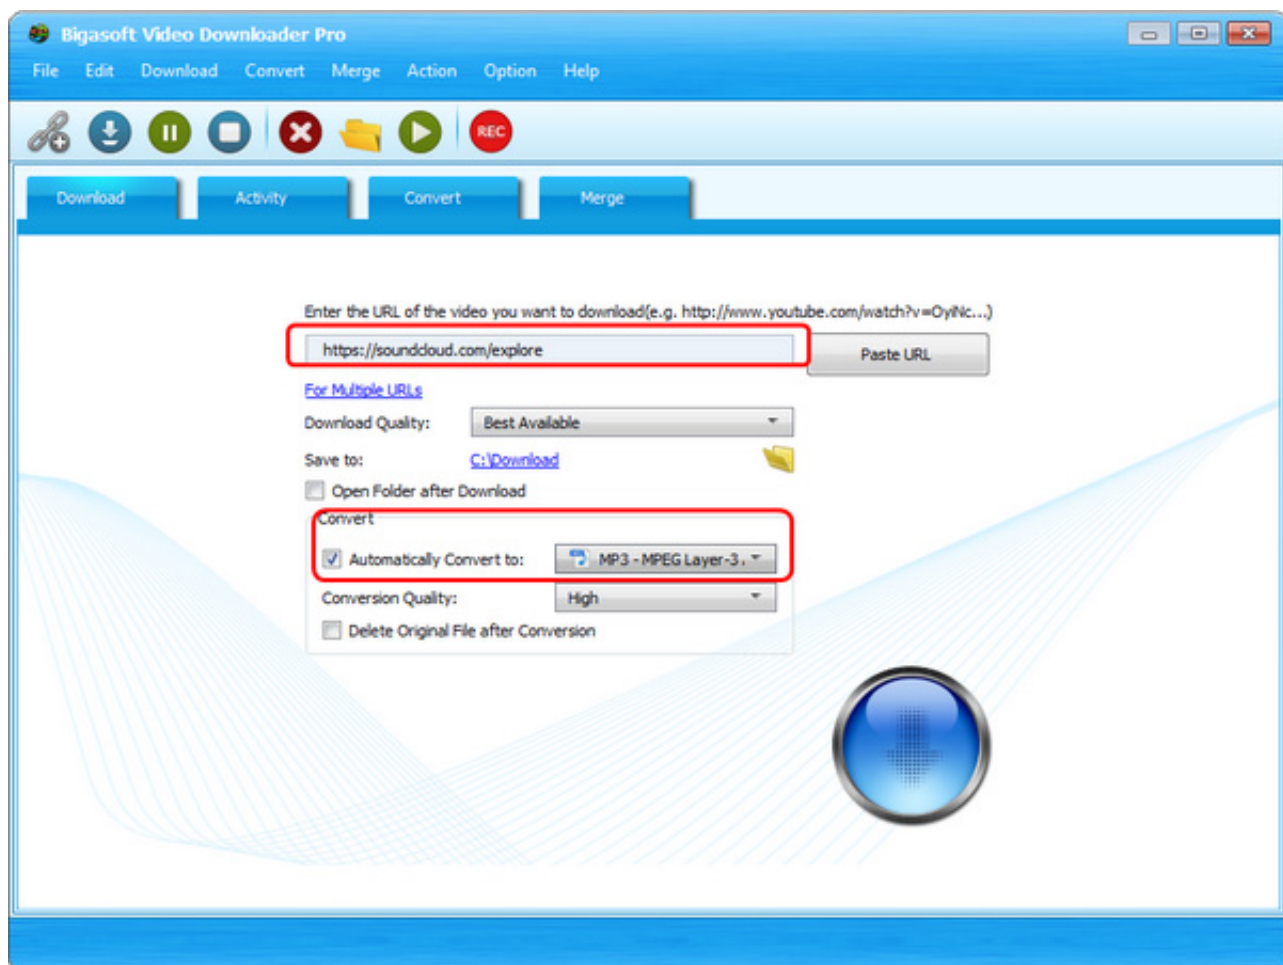 Bigasoft Video Downloader Pro
File Edit Download Convert Merge Action Option Help
REC
Download Activity Convert Merge
Enter the URL of the video you want to download(e.g. http://www.youtube.com/watch?v=OyiNc...)
https://soundcloud.com/explore Paste URL
For Multiple URLs
Download Quality: Best Available
Save to: C:\Download
Open Folder after Download
Convert
Automatically Convert to: MP3 - MPEG Layer-3
Conversion Quality: High
Delete Original File after Conversion